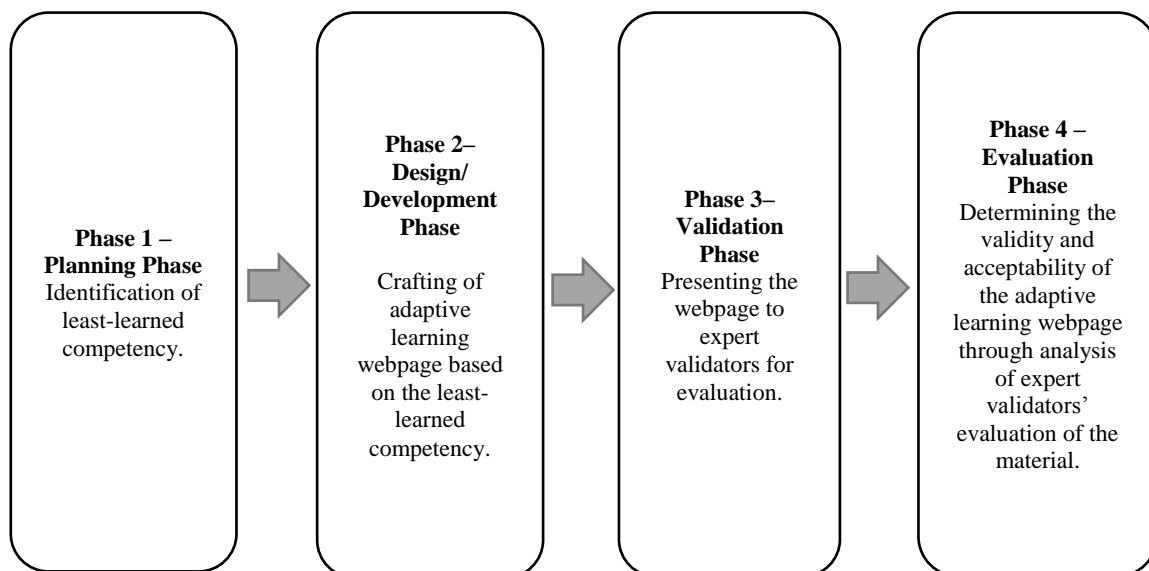 Phase 1 –
Planning Phase
Identification of
least-learned
competency.
Phase 2–
Design/
Development
Phase
Crafting of
adaptive
learning
webpage based
on the least-
learned
competency.
Phase 3–
Validation
Phase
Presenting the
webpage to
expert
validators for
evaluation.
Phase 4 –
Evaluation
Phase
Determining the
validity and
acceptability of
the adaptive
learning webpage
through analysis
of expert
validators’
evaluation of the
material.